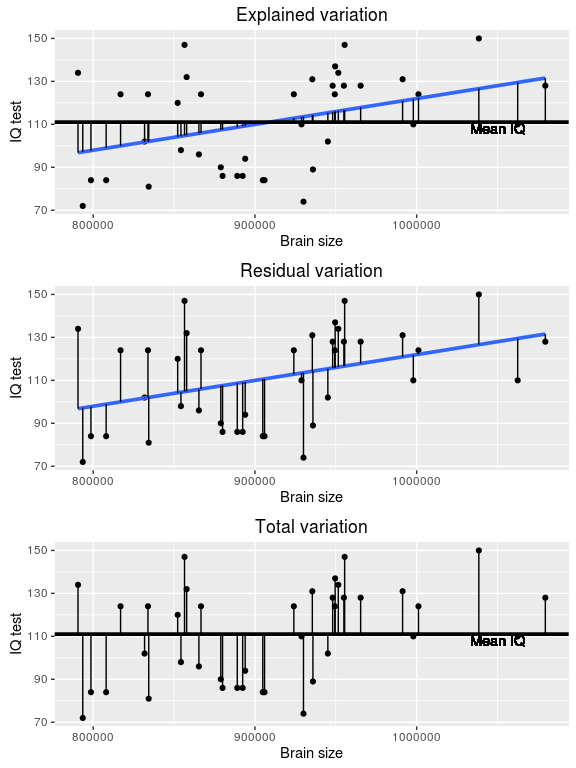 Explained variation
150
130
110
90
70
IQ test
Mean IQ
800000 900000 1000000
Brain size
Residual variation
150
130
110
90
70
IQ test
800000 900000 1000000
Brain size
Total variation
150
130
110
90
70
IQ test
Mean IQ
800000 900000 1000000
Brain size